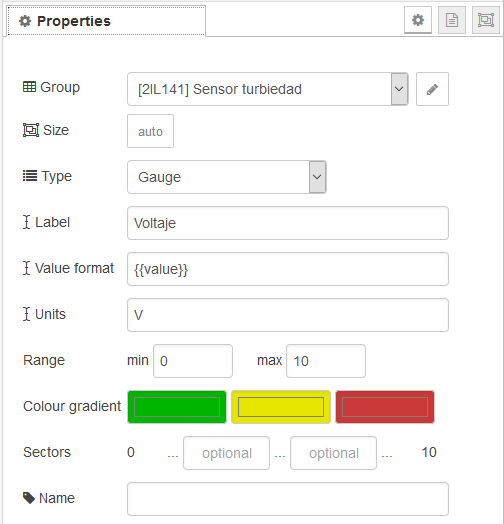 Properties
Group [2IL141] Sensor turbiedad
Size auto
Type Gauge
Label Voltaje
Value format {{value}}
Units V
Range min 0 max 10
Colour gradient
Sectors 0 ... optional ... optional ... 10
Name